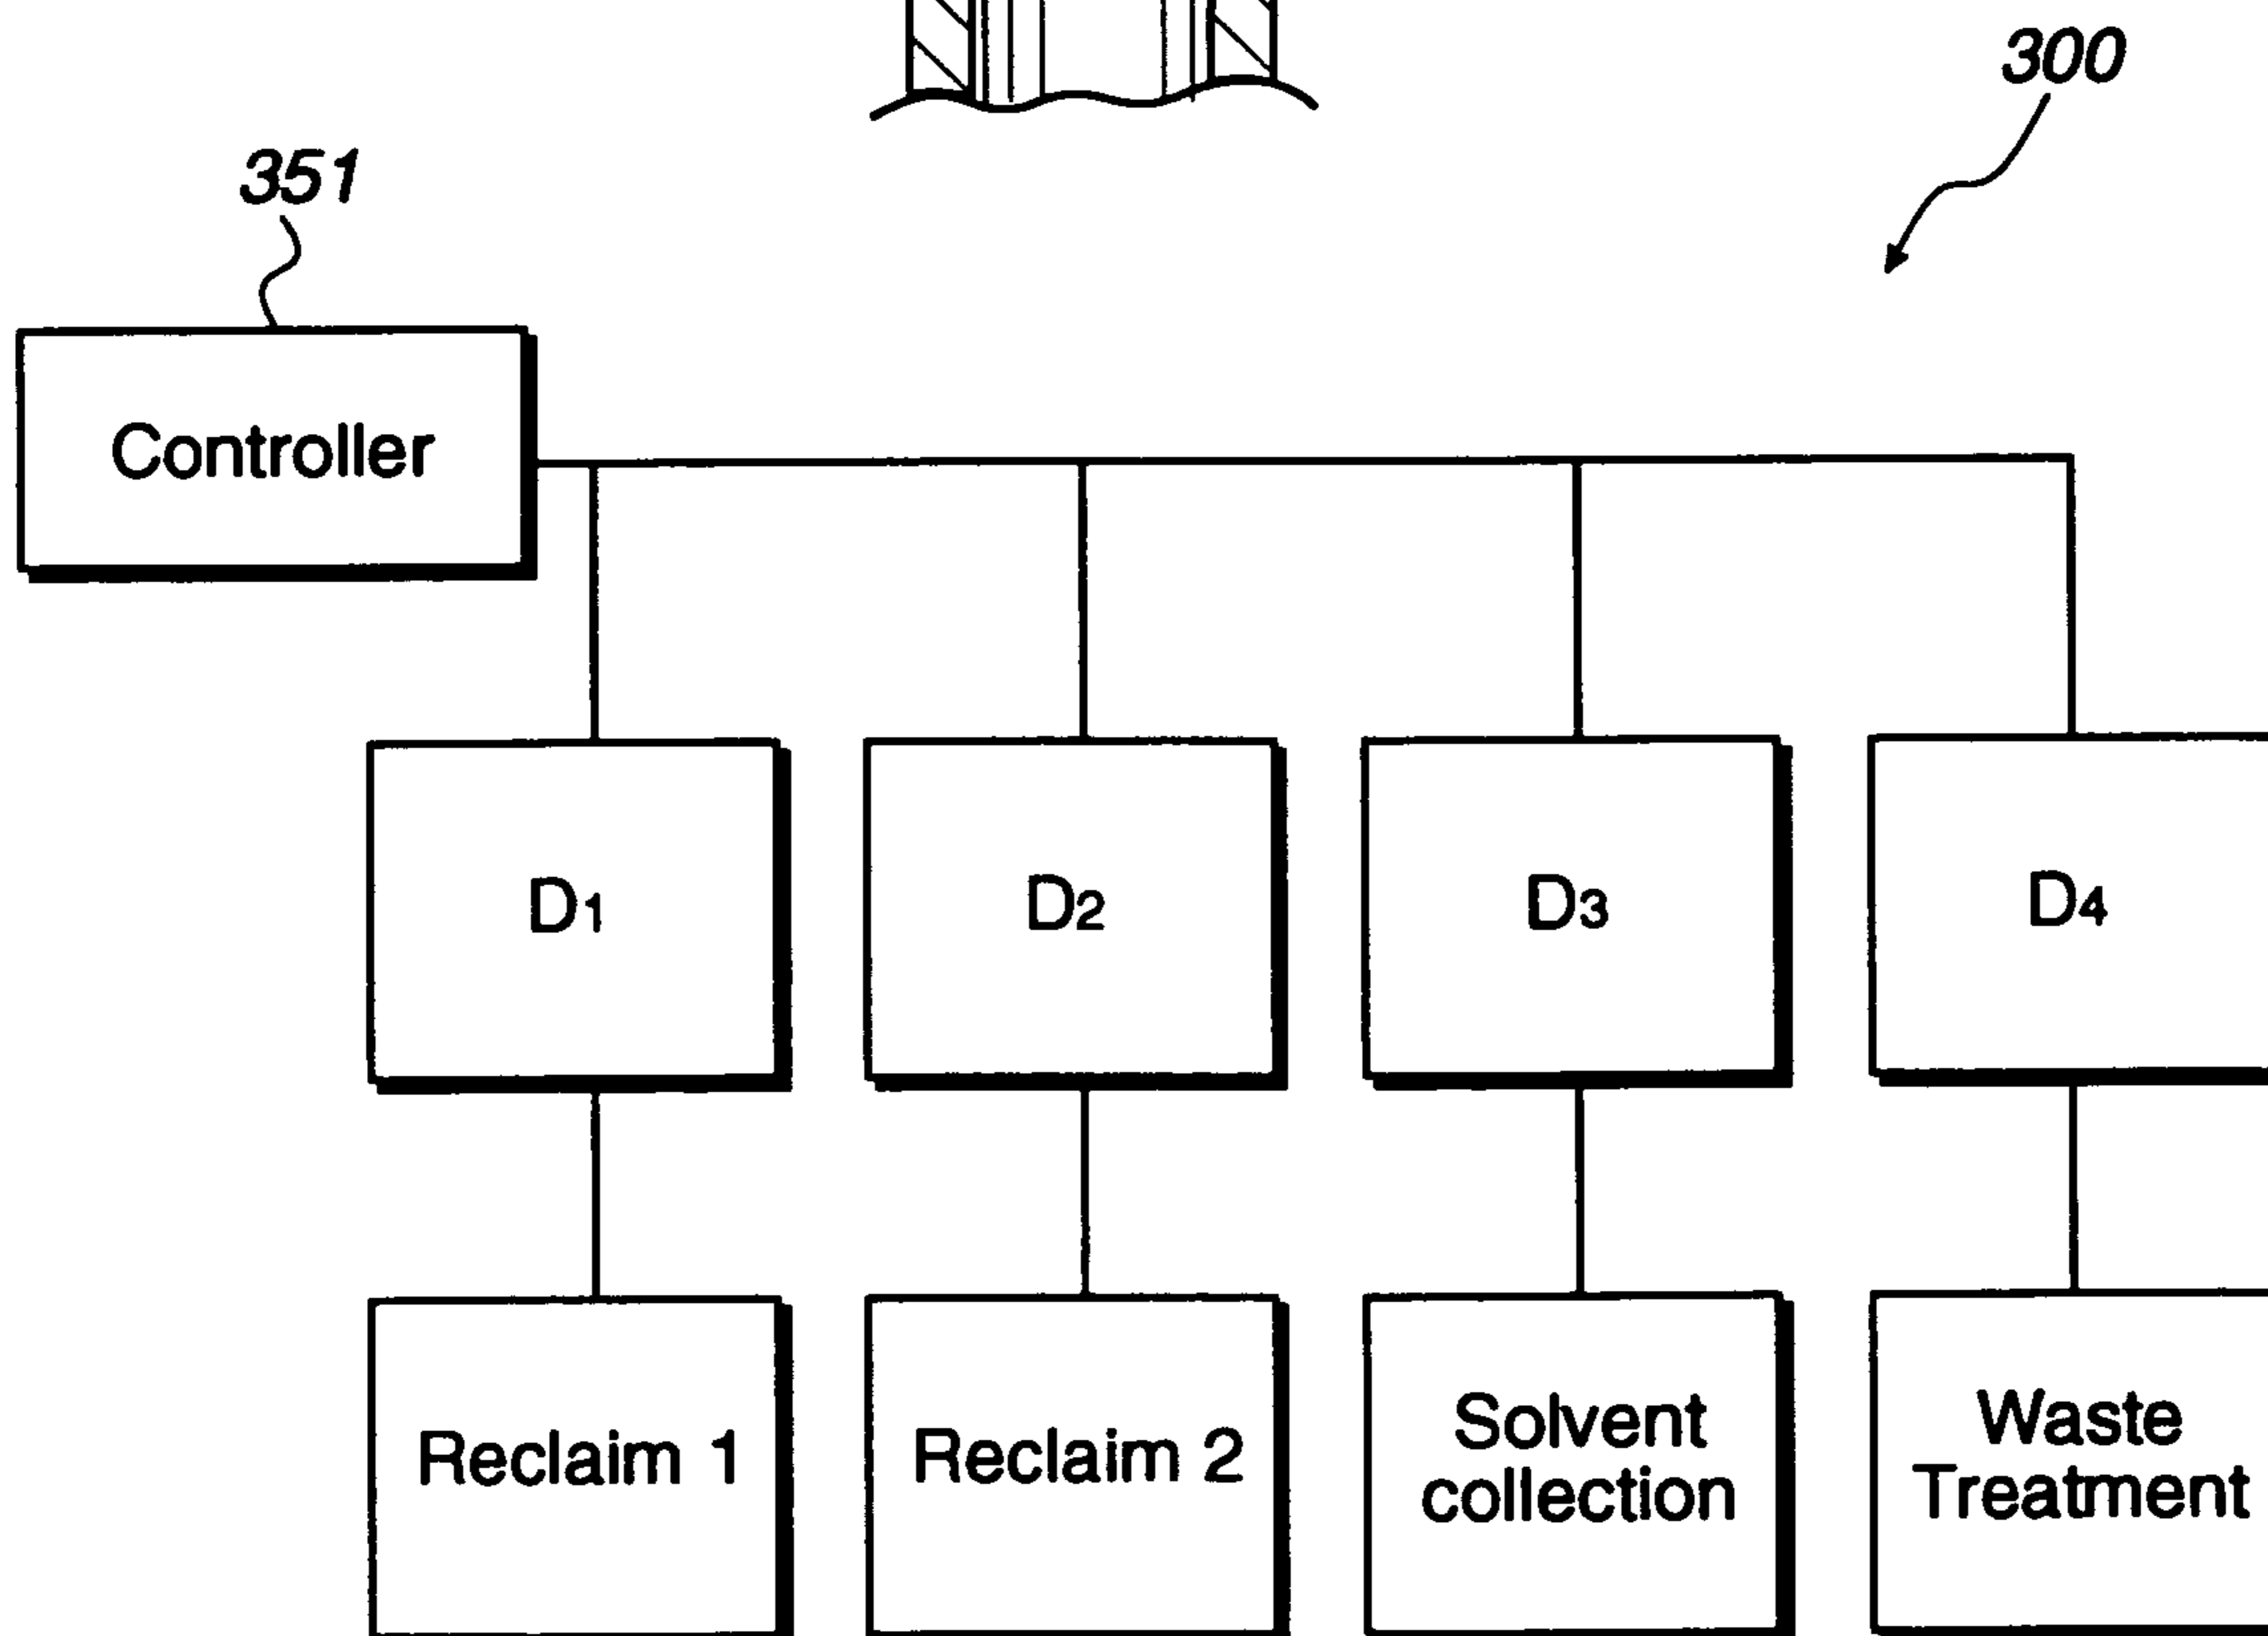 300
351
Controller
D1
D2
D3
D4
Reclaim 1
Reclaim 2
Solvent
collection
Waste
Treatment